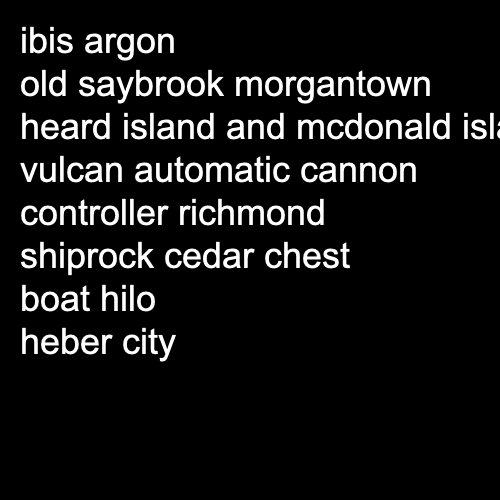 ibis argon
old saybrook morgantown
heard island and mcdonald
vulcan automatic cannon
controller richmond
shiprock cedar chest
boat hilo
heber city